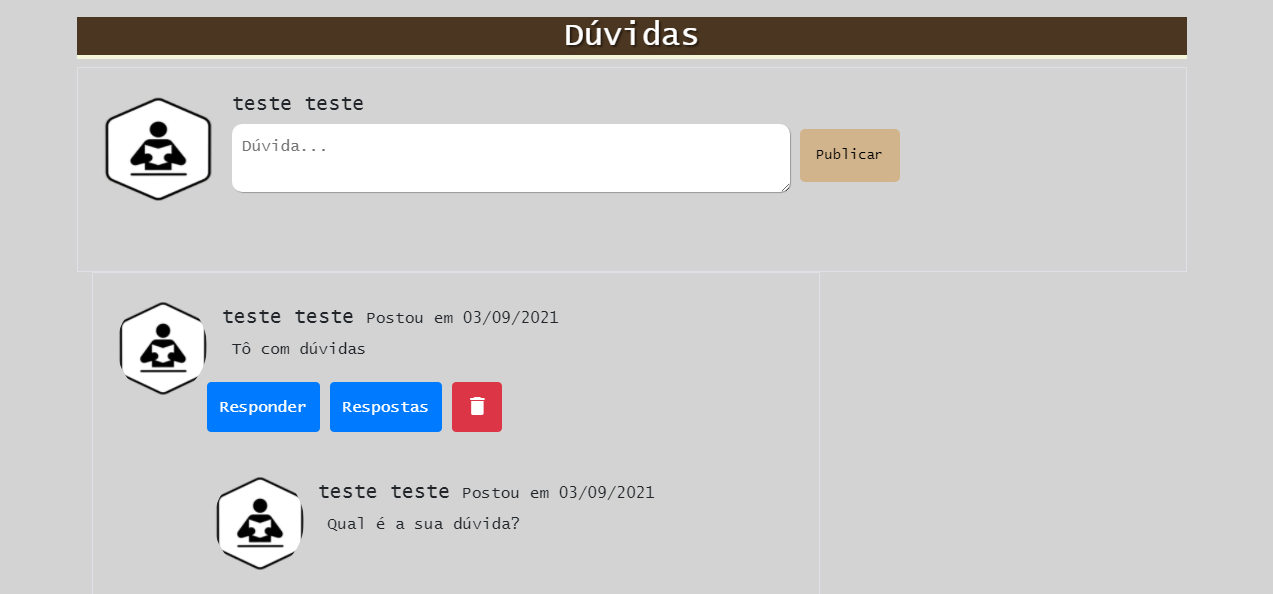 Dúvidas
teste teste
Dúvida...
Publicar
teste teste Postou em 03/09/2021
Tô com dúvidas
Responder Respostas
teste teste Postou em 03/09/2021
Qual é a sua dúvida?